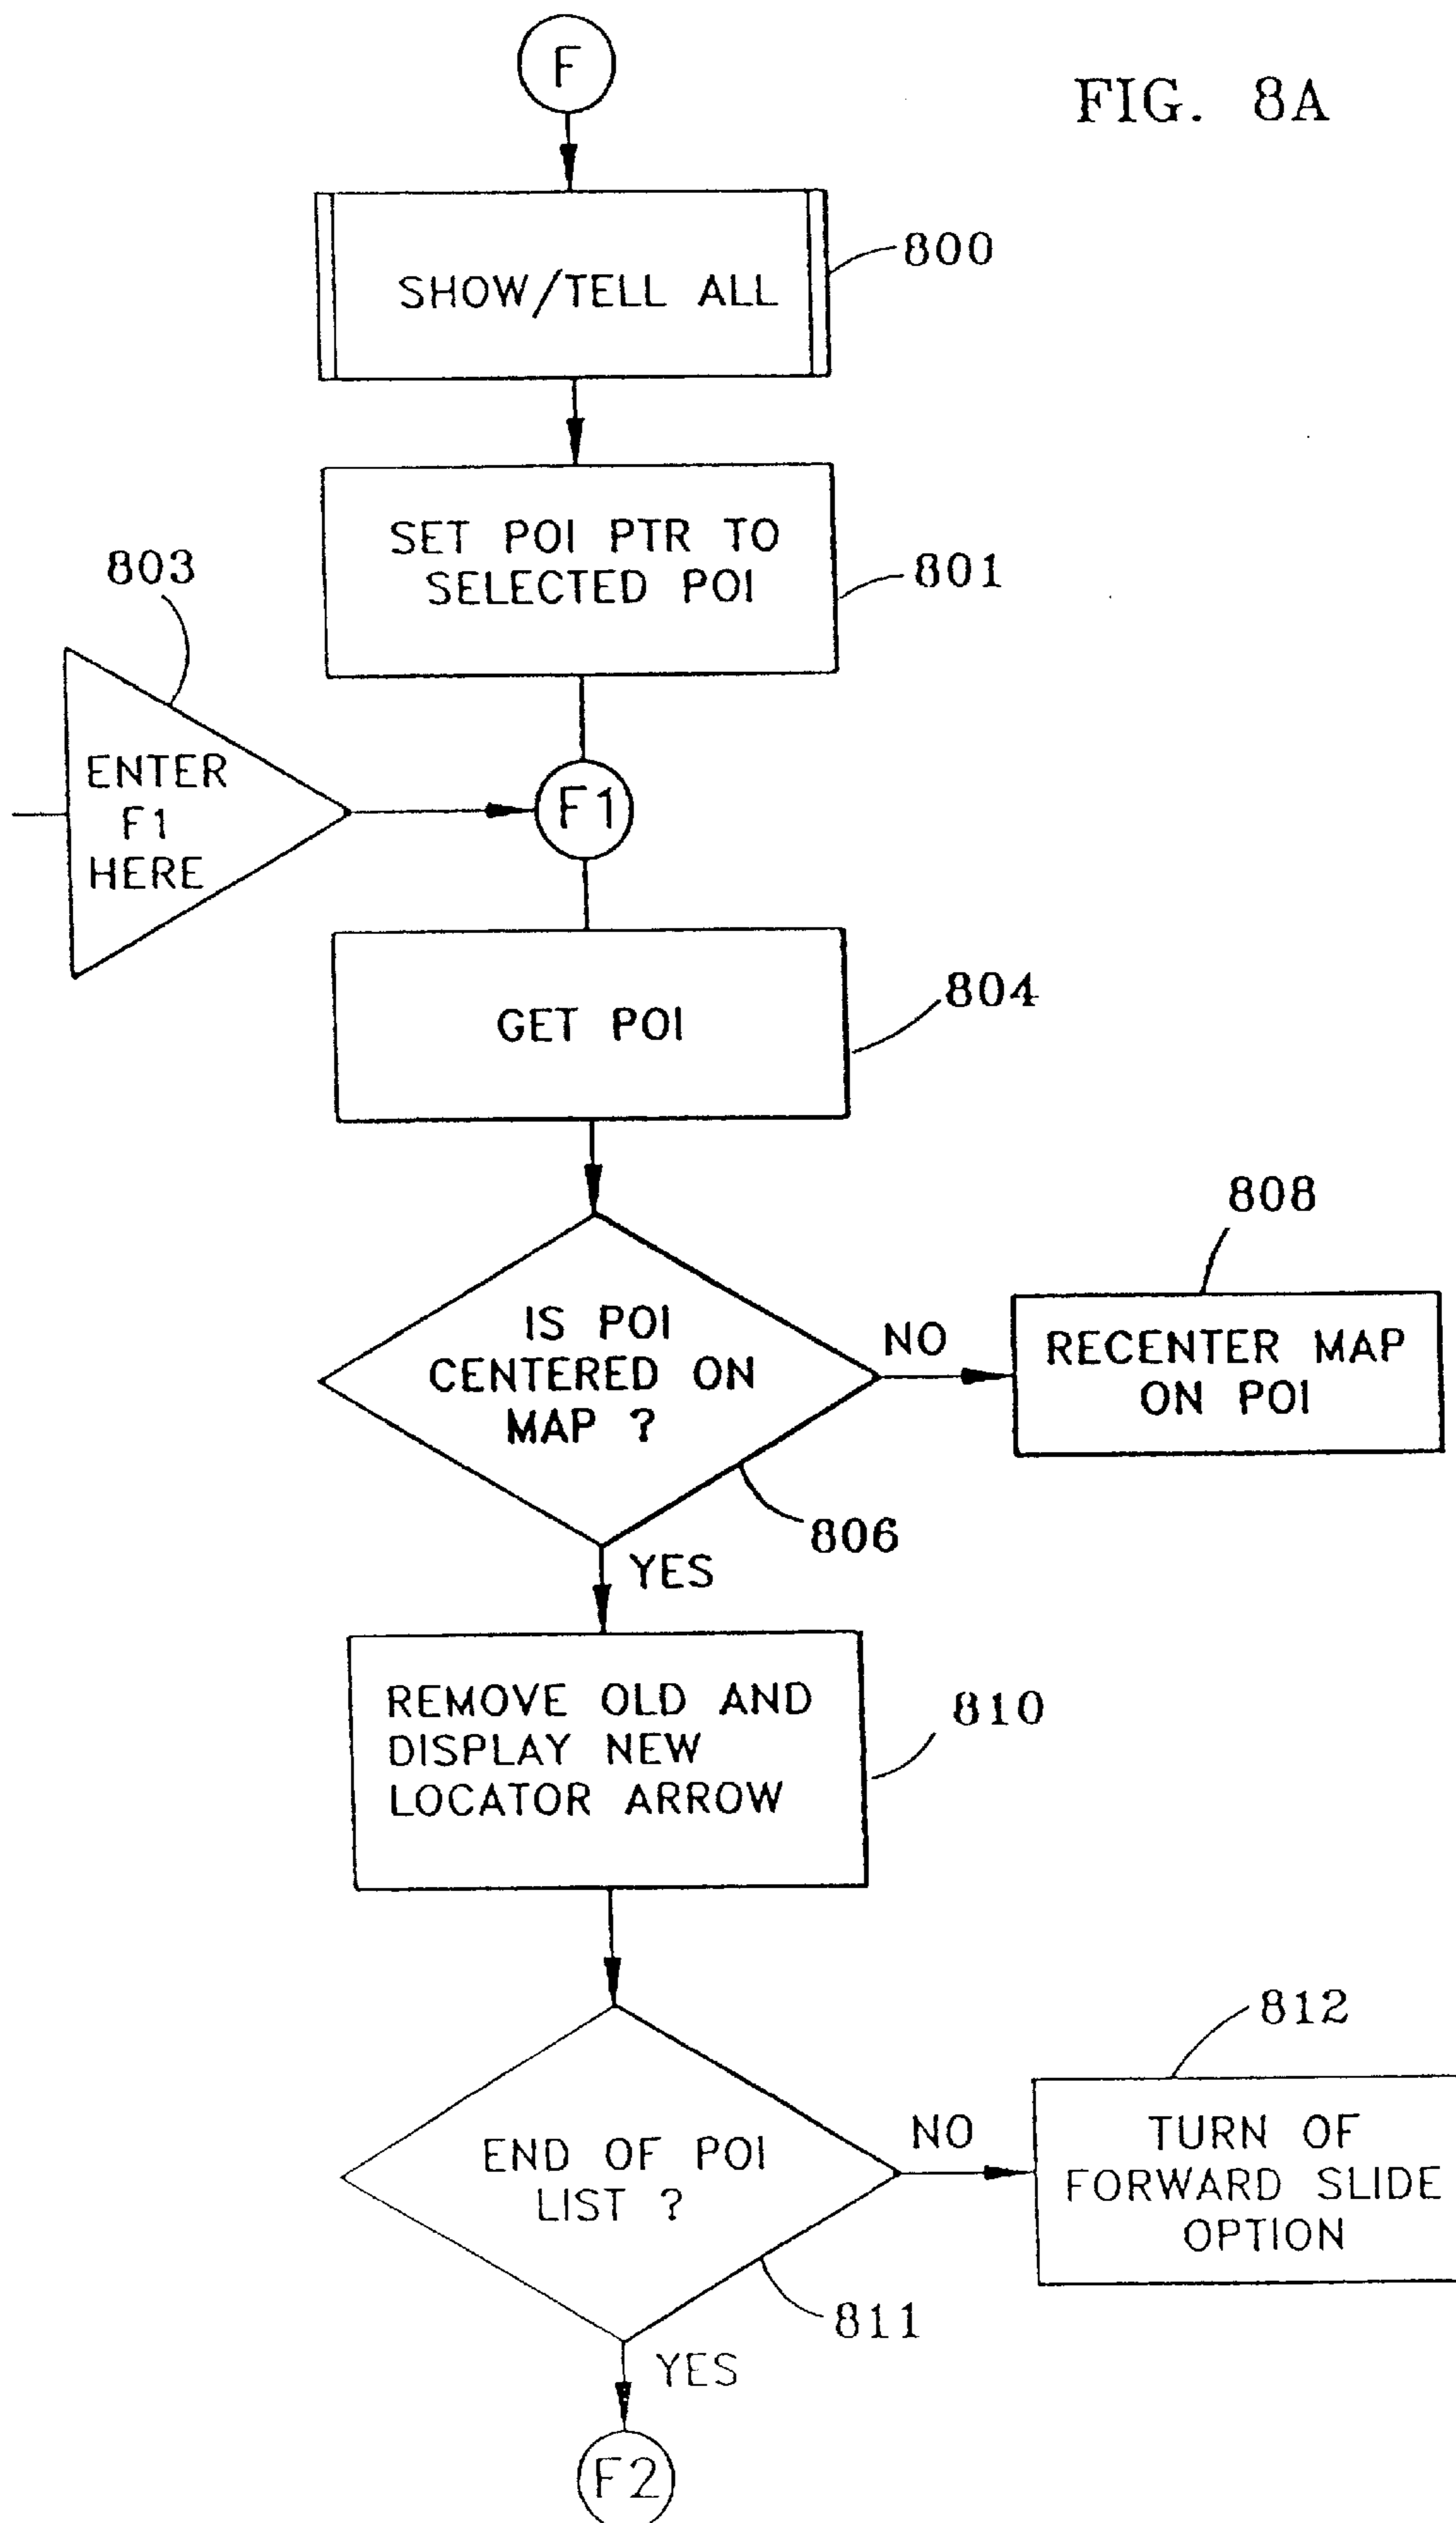 F
FIG. 8A
SHOW/TELL ALL
800
SET POI PTR TO
SELECTED POI
801
803
ENTER
F1
HERE
F1
GET POI
804
IS POI
CENTERED ON
MAP ?
NO
808
RECENTER MAP
ON POI
806
YES
REMOVE OLD AND
DISPLAY NEW
LOCATOR ARROW
810
END OF POI
LIST ?
NO
812
TURN OF
FORWARD SLIDE
OPTION
811
YES
F2